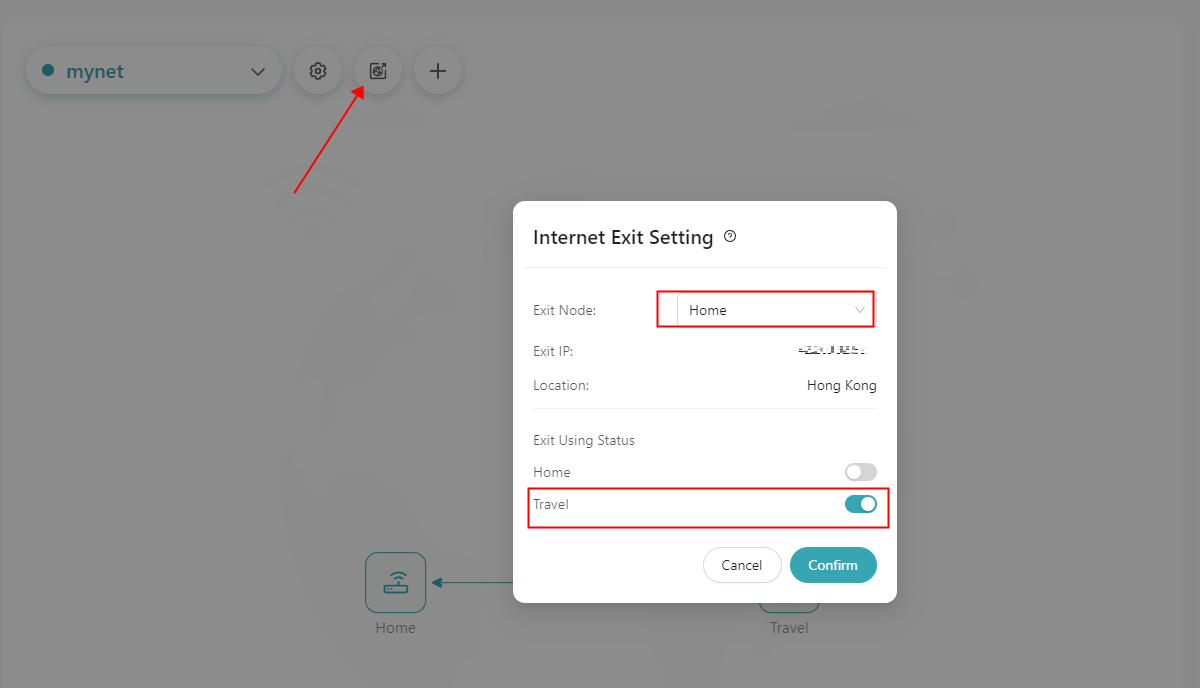 mynet
Internet Exit Setting
Exit Node: Home
Exit IP:
Location: Hong Kong
Exit Using Status
Home
Travel
Cancel Confirm
Home Travel